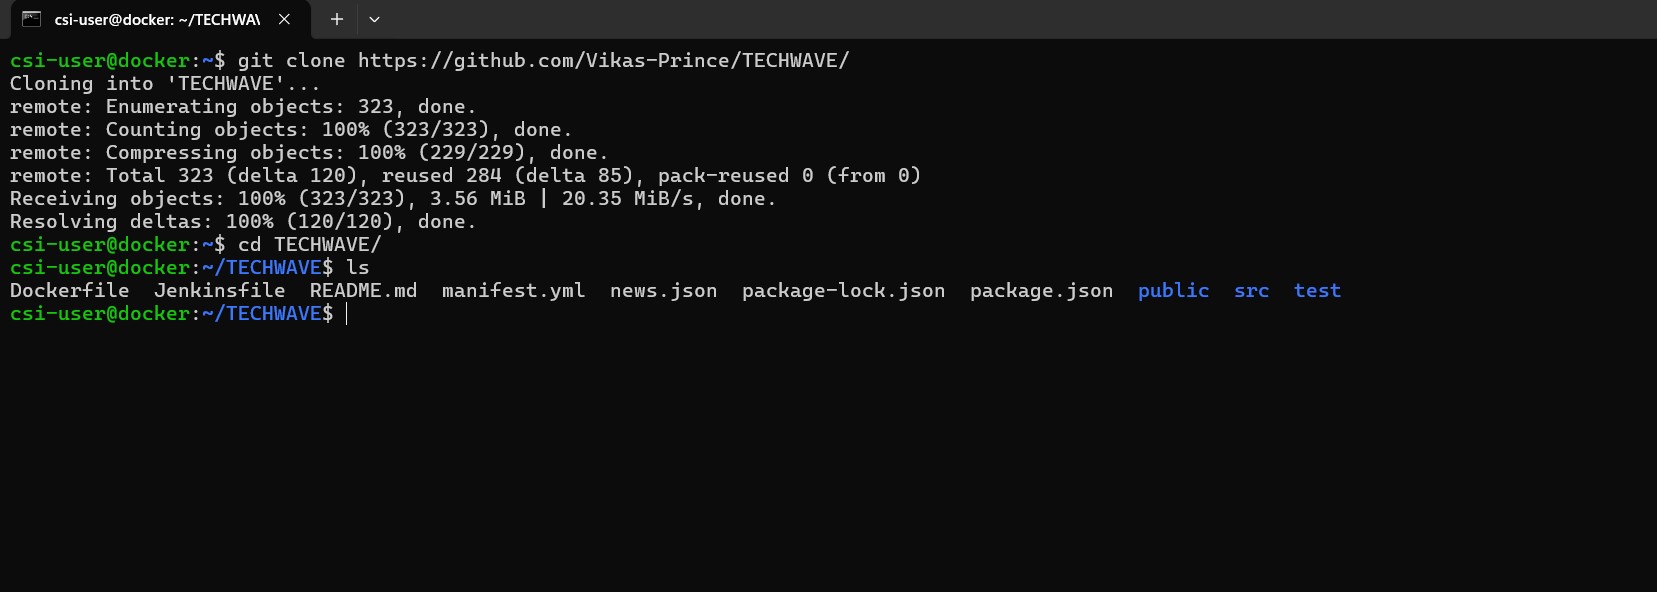 csi-user@docker: ~/TECHWAV
csi-user@docker:~$ git clone https://github.com/Vikas-Prince/TECHWAVE/
Cloning into 'TECHWAVE'...
remote: Enumerating objects: 323, done.
remote: Counting objects: 100% (323/323), done.
remote: Compressing objects: 100% (229/229), done.
remote: Total 323 (delta 120), reused 284 (delta 85), pack-reused 0 (from 0)
Receiving objects: 100% (323/323), 3.56 MiB | 20.35 MiB/s, done.
Resolving deltas: 100% (120/120), done.
csi-user@docker:~$ cd TECHWAVE/
csi-user@docker:~/TECHWAVE$ ls
Dockerfile  Jenkinsfile  README.md  manifest.yml  news.json  package-lock.json  package.json  public  src  test
csi-user@docker:~/TECHWAVE$